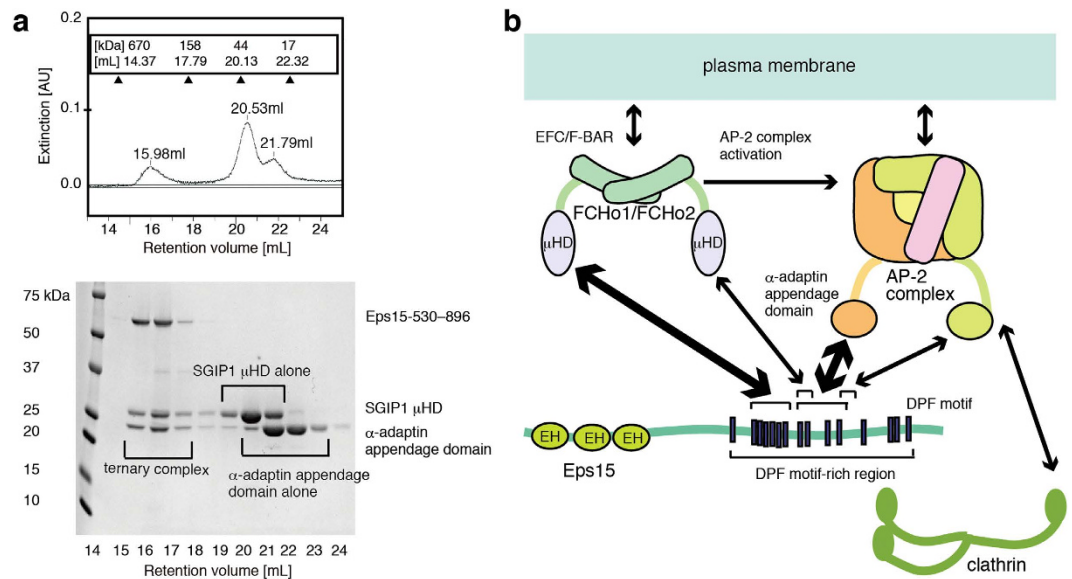 a
0.2
[kDa] 670 158 44 17
[mL] 14.37 17.79 20.13 22.32
Extinction [AU]
0.1
20.53ml
21.79ml
15.98ml
0.0
14 16 18 20 22 24
Retention volume [mL]
75 kDa
50
37
25
20
15
10
Eps15-530–896
SGIP1 μHD alone
SGIP1 μHD
α-adaptin
appendage domain
ternary complex
α-adaptin appendage
domain alone
14 15 16 17 18 19 20 21 22 23 24
Retention volume [mL]
b
plasma membrane
EFC/F-BAR
AP-2 complex
activation
FCHo1/FCHo2
μHD
μHD
α-adaptin
appendage
domain
AP-2
complex
DPF motif
EH EH EH
Eps15
DPF motif-rich region
clathrin